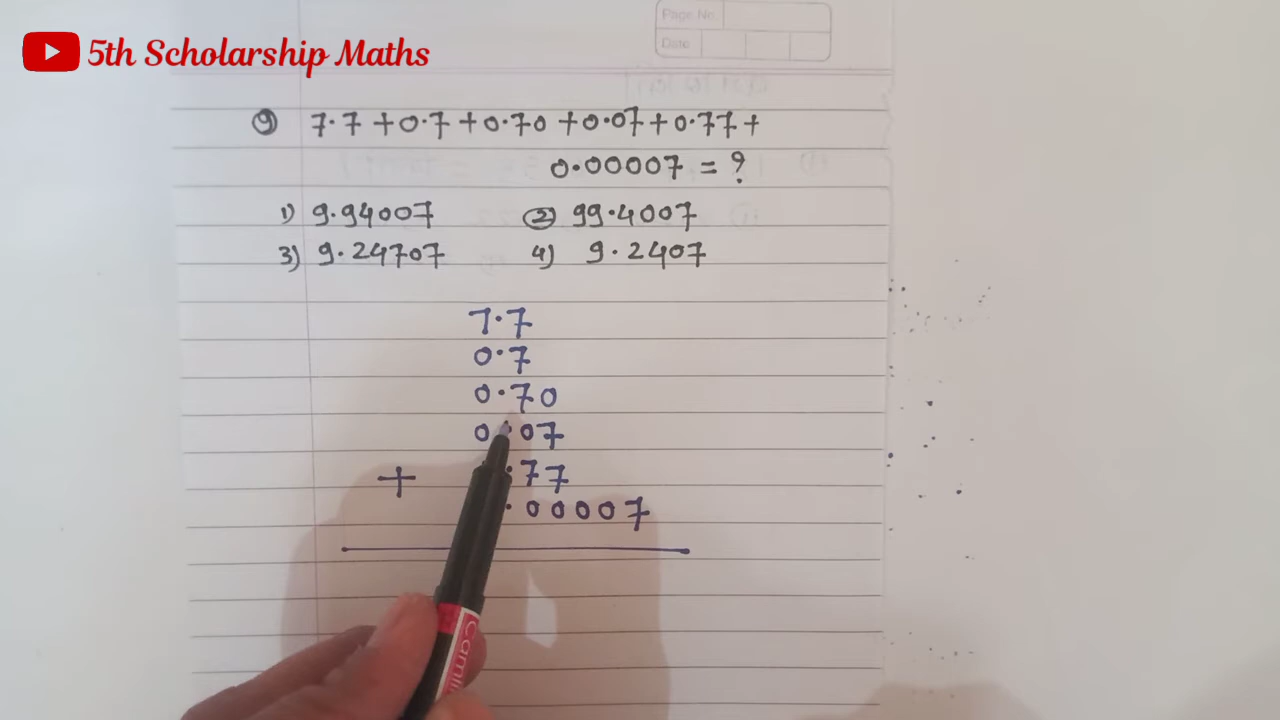 5th Scholarship Maths
Page No.
Date
9 7.7 + 0.7 + 0.70 + 0.07 + 0.77 +
0.00007 = ?
1) 9.94007 2) 99.4007
3) 9.24707 4) 9.2407
7.7
0.7
0.70
0.07
+ .77
.00007